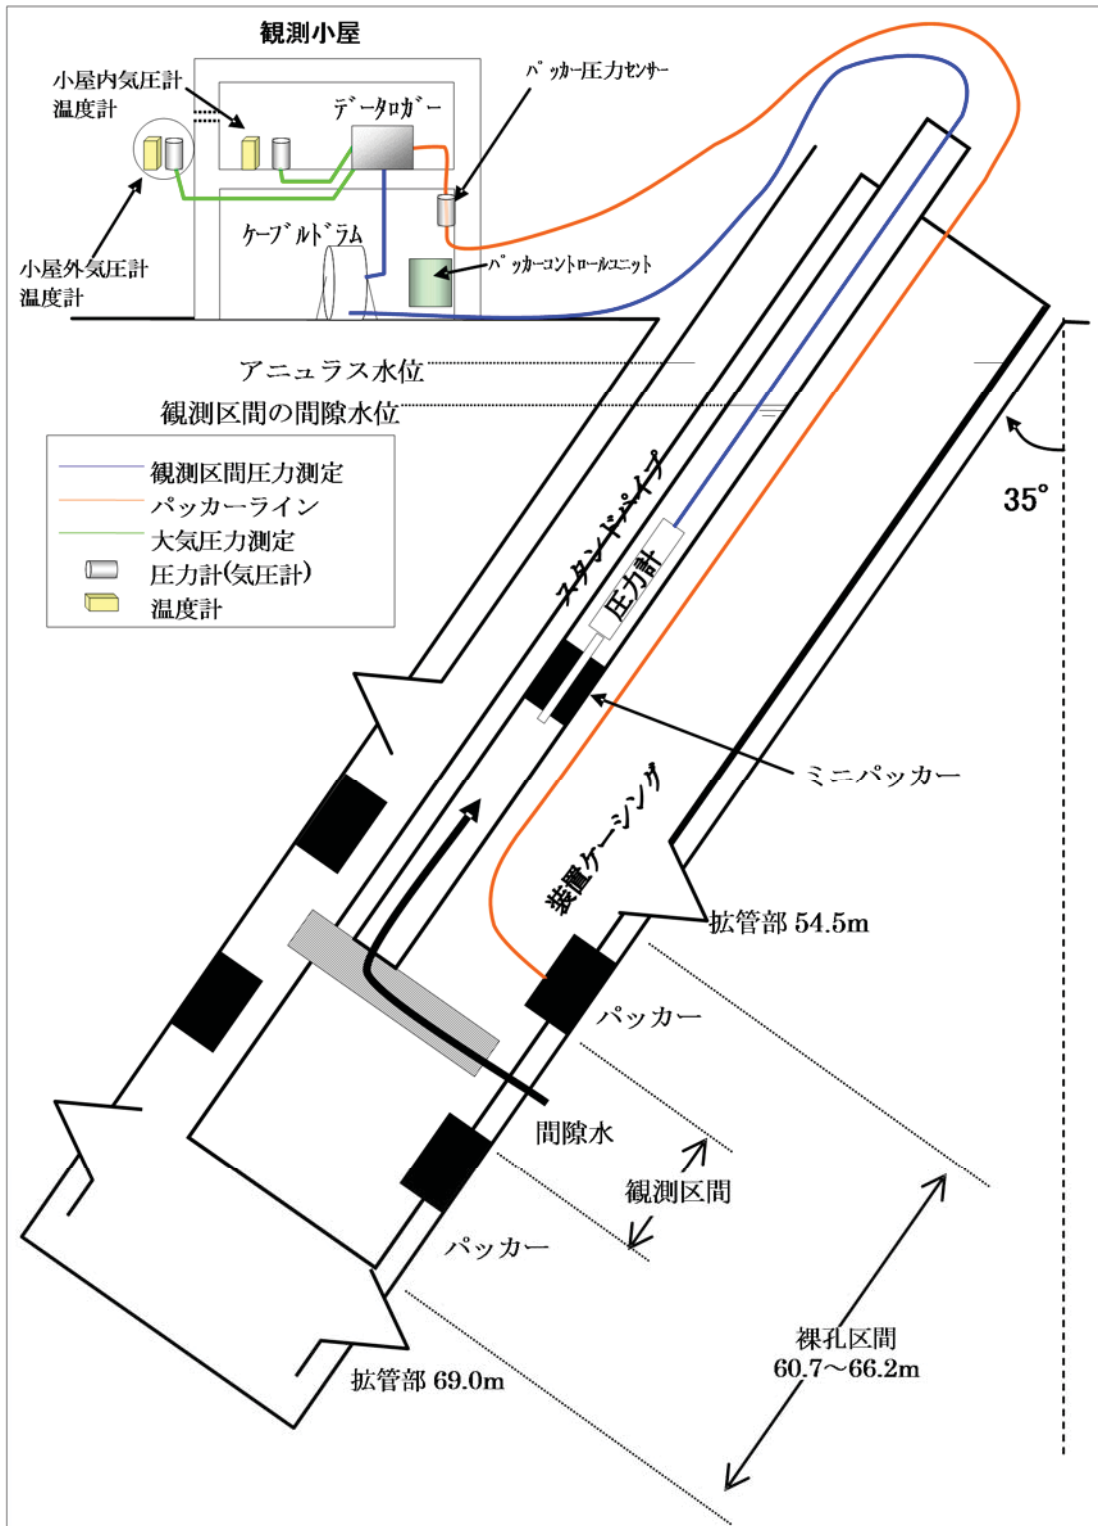 観測小屋
小屋内気圧計
温度計
パッカー圧力センサー
データロガー
ケーブルドラム
パッカーコントロールユニット
小屋外気圧計
温度計
アニュラス水位
観測区間の間隙水位
観測区間圧力測定
パッカーライン
大気圧力測定
圧力計(気圧計)
温度計
35°
スタンドパイプ
圧力計
ミニパッカー
装置ケーシング
拡管部 54.5m
パッカー
間隙水
観測区間
パッカー
裸孔区間
60.7～66.2m
拡管部 69.0m